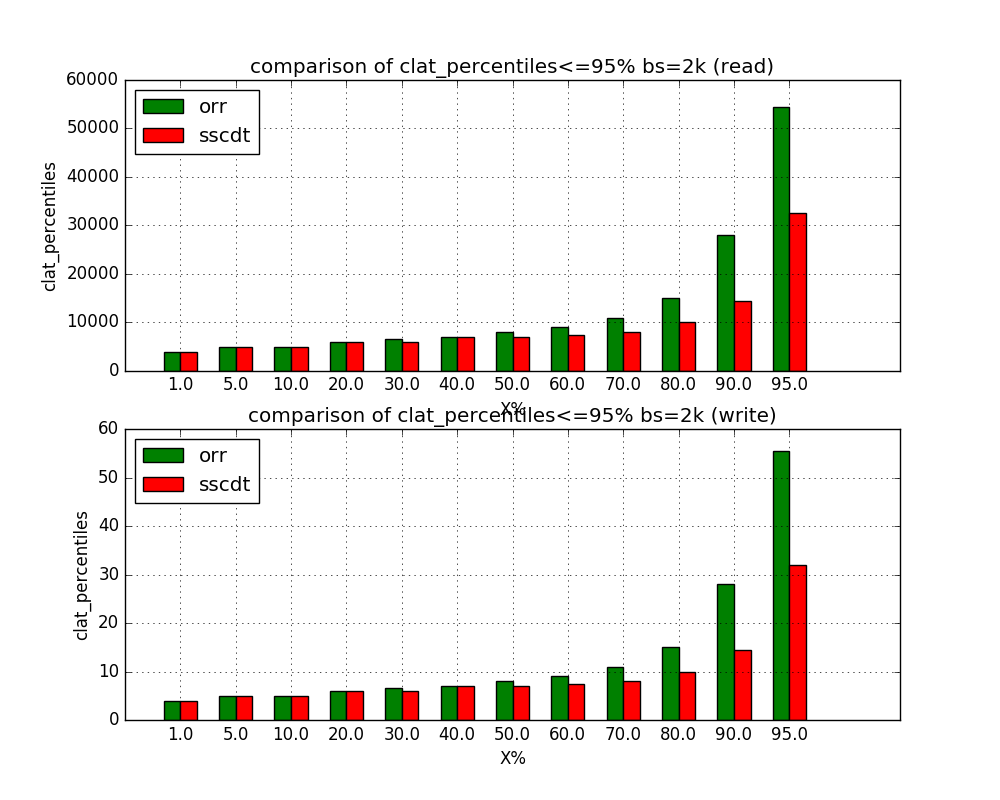 comparison of clat_percentiles<=95% bs=2k (read)
60000
50000
40000
30000
20000
10000
0
clat_percentiles
orr
sscdt
1.0 5.0 10.0 20.0 30.0 40.0 50.0 60.0 70.0 80.0 90.0 95.0
X%
comparison of clat_percentiles<=95% bs=2k (write)
60
50
40
30
20
10
0
clat_percentiles
orr
sscdt
1.0 5.0 10.0 20.0 30.0 40.0 50.0 60.0 70.0 80.0 90.0 95.0
X%